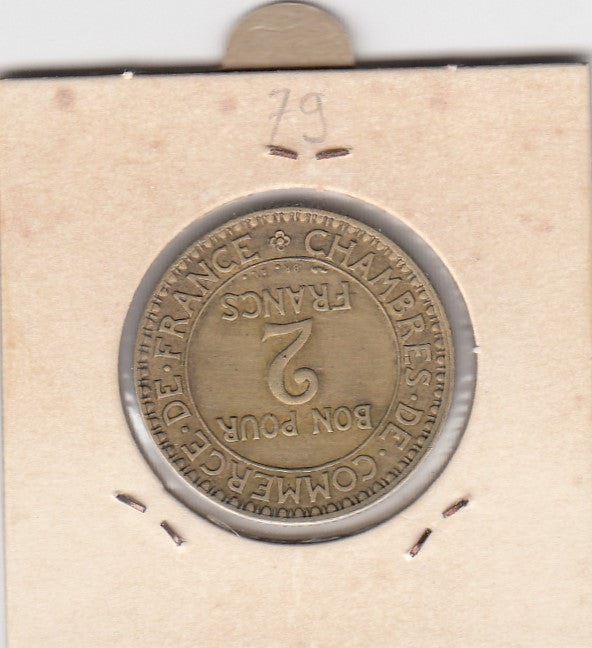 79
CHAMBRES · DE · COMMERCE · DE · FRANCE
BON POUR
2
FRANCS